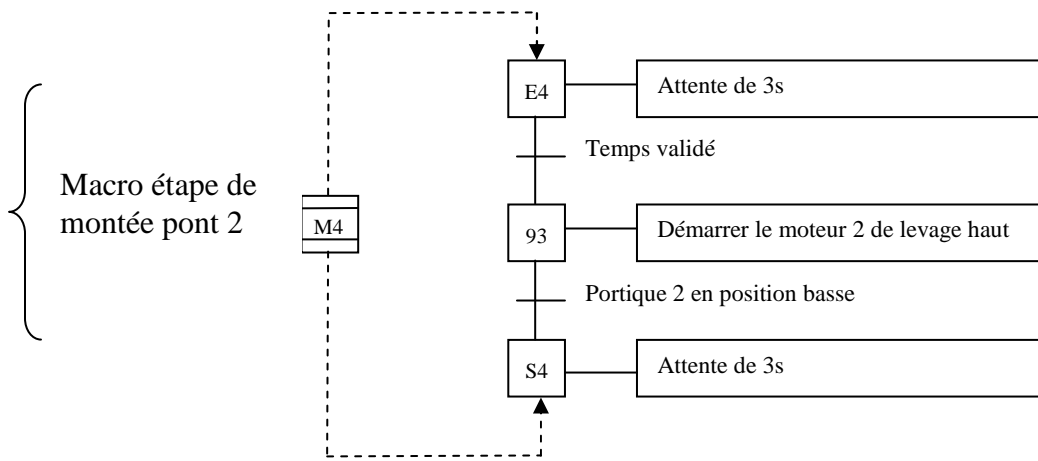 E4
Attente de 3s
Temps validé
Macro étape de
montée pont 2
M4
93
Démarrer le moteur 2 de levage haut
Portique 2 en position basse
S4
Attente de 3s